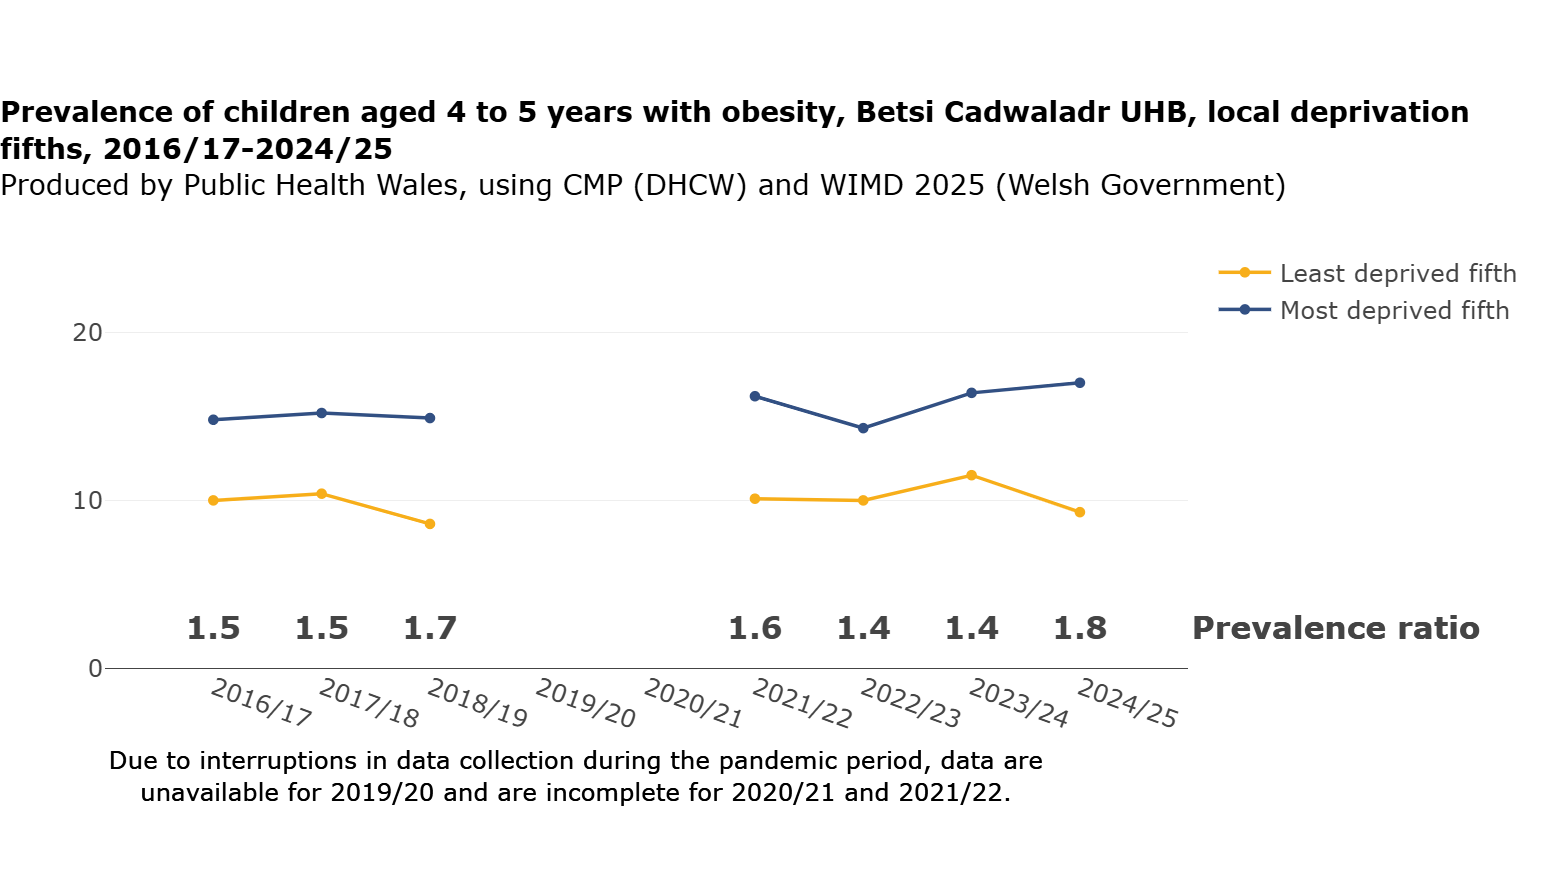 Prevalence of children aged 4 to 5 years with obesity, Betsi Cadwaladr UHB, local deprivation
fifths, 2016/17-2024/25
Produced by Public Health Wales, using CMP (DHCW) and WIMD 2025 (Welsh Government)
Least deprived fifth
Most deprived fifth
20
10
1.5 1.5 1.7 1.6 1.4 1.4 1.8 Prevalence ratio
0
2016/17 2017/18 2018/19 2019/20 2020/21 2021/22 2022/23 2023/24 2024/25
Due to interruptions in data collection during the pandemic period, data are
unavailable for 2019/20 and are incomplete for 2020/21 and 2021/22.